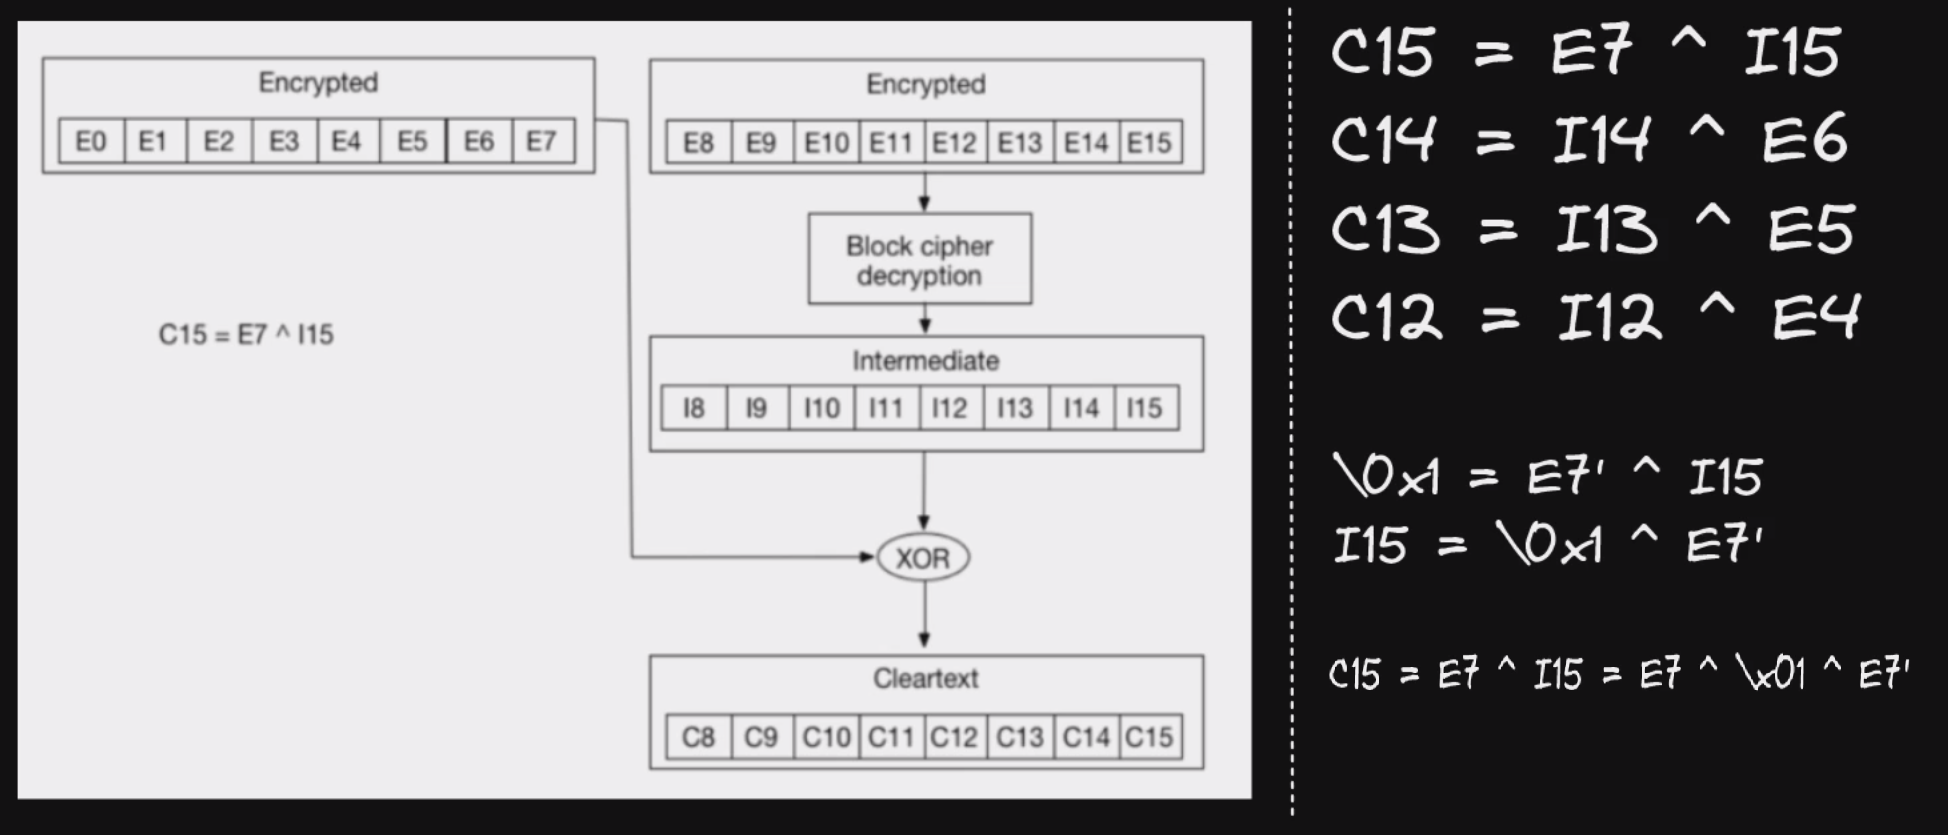 Encrypted
E0 E1 E2 E3 E4 E5 E6 E7
Encrypted
E8 E9 E10 E11 E12 E13 E14 E15
Block cipher
decryption
C15 = E7 ^ I15
Intermediate
I8 I9 I10 I11 I12 I13 I14 I15
XOR
Cleartext
C8 C9 C10 C11 C12 C13 C14 C15
C15 = E7 ^ I15
C14 = I14 ^ E6
C13 = I13 ^ E5
C12 = I12 ^ E4
\0x1 = E7' ^ I15
I15 = \0x1 ^ E7'
C15 = E7 ^ I15 = E7 ^ \x01 ^ E7'